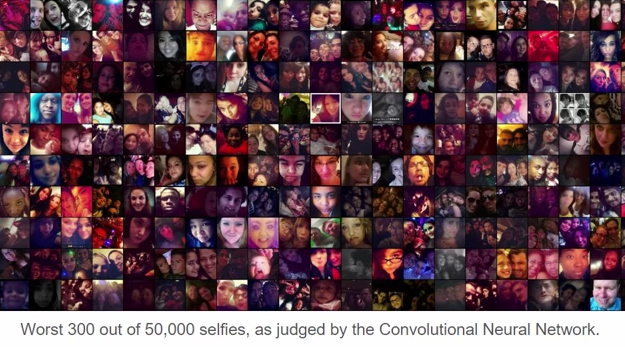 Worst 300 out of 50,000 selfies, as judged by the Convolutional Neural Network.